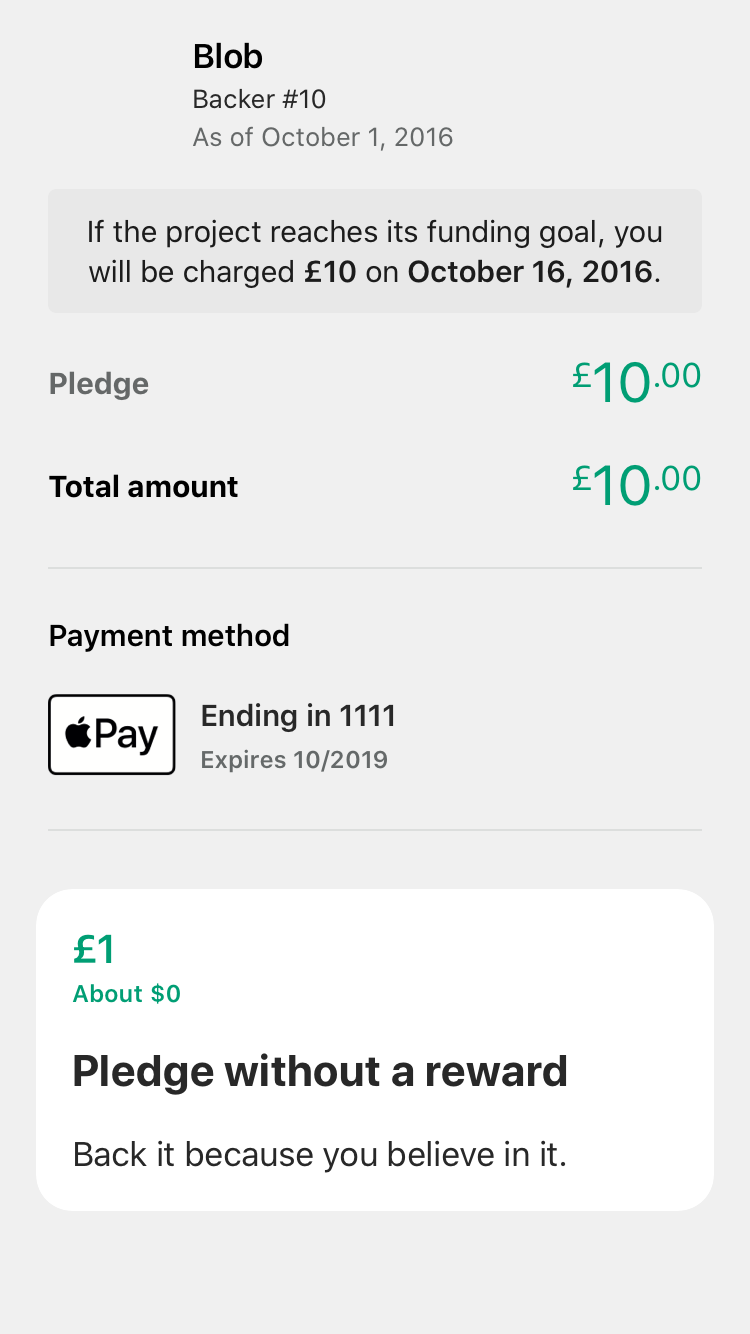 Blob
Backer #10
As of October 1, 2016
If the project reaches its funding goal, you
will be charged £10 on October 16, 2016.
Pledge £10.00
Total amount £10.00
Payment method
Pay
Ending in 1111
Expires 10/2019
£1
About $0
Pledge without a reward
Back it because you believe in it.